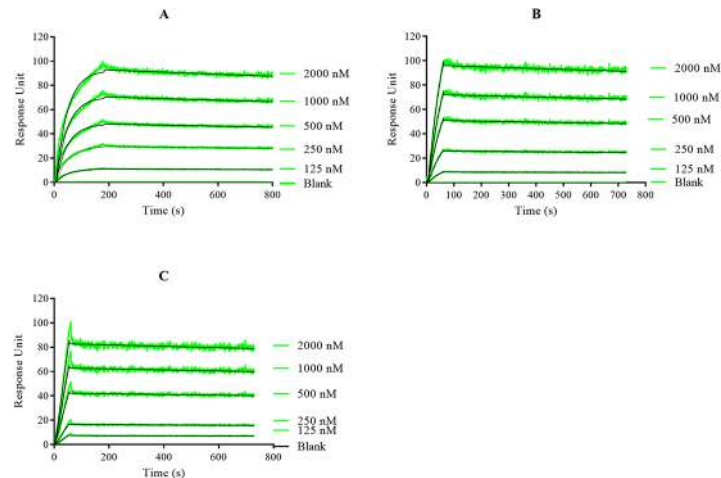 A
120
100
80
60
40
20
0
Response Unit
0 200 400 600 800
Time (s)
2000 nM
1000 nM
500 nM
250 nM
125 nM
Blank
B
120
100
80
60
40
20
0
Response Unit
0 100 200 300 400 500 600 700 800
Time (s)
2000 nM
1000 nM
500 nM
250 nM
125 nM
Blank
C
120
100
80
60
40
20
0
Response Unit
0 200 400 600 800
Time (s)
2000 nM
1000 nM
500 nM
250 nM
125 nM
Blank